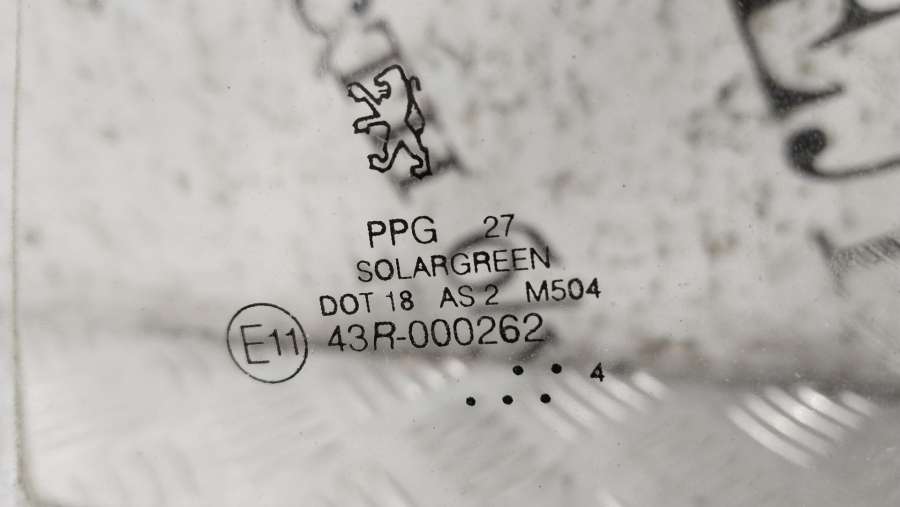 PPG 27
SOLARGREEN
DOT 18 AS 2 M504
E11 43R-000262
4